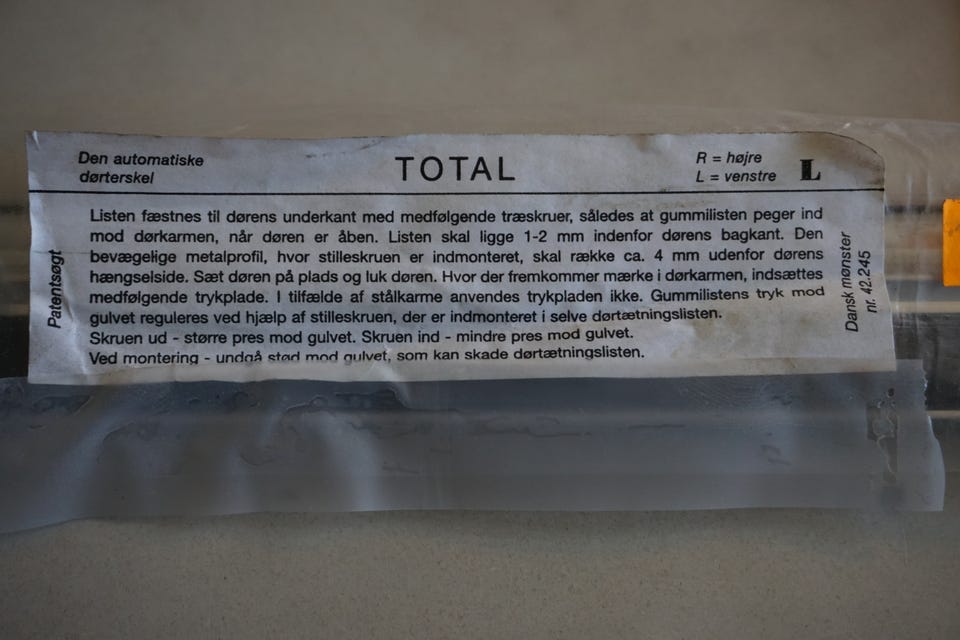 Den automatiske
dørterskel
TOTAL
R = højre
L = venstre
L
Patentsøgt
Listen fæstnes til dørens underkant med medfølgende træskruer, således at gummilisten peger ind
mod dørkarmen, når døren er åben. Listen skal ligge 1-2 mm indenfor dørens bagkant. Den
bevægelige metalprofil, hvor stilleskruen er indmonteret, skal række ca. 4 mm udenfor dørens
hængselside. Sæt døren på plads og luk døren. Hvor der fremkommer mærke i dørkarmen, indsættes
medfølgende trykplade. I tilfælde af stålkarme anvendes trykpladen ikke. Gummilistens tryk mod
gulvet reguleres ved hjælp af stilleskruen, der er indmonteret i selve dørtætningslisten.
Skruen ud - større pres mod gulvet. Skruen ind - mindre pres mod gulvet.
Ved montering - undgå stød mod gulvet, som kan skade dørtætningslisten.
Dansk mønster
nr. 42.245